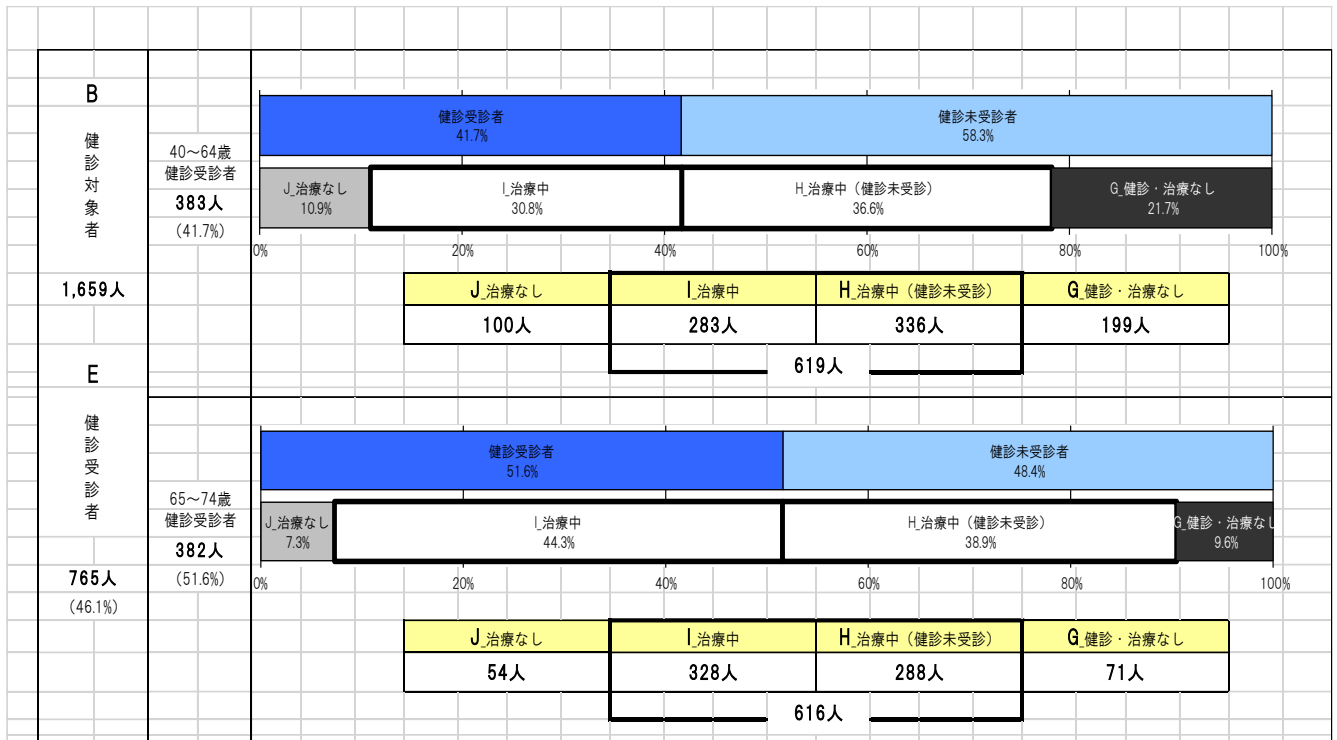 B
健診対象者
1,659人
E
健診受診者
765人
(46.1%)
40～64歳
健診受診者
383人
(41.7%)
健診受診者
41.7%
健診未受診者
58.3%
J_治療なし
10.9%
I_治療中
30.8%
H_治療中（健診未受診）
36.6%
G_健診・治療なし
21.7%
0% 20% 40% 60% 80% 100%
J_治療なし I_治療中 H_治療中（健診未受診） G_健診・治療なし
100人 283人 336人 199人
619人
65～74歳
健診受診者
382人
(51.6%)
健診受診者
51.6%
健診未受診者
48.4%
J_治療なし
7.3%
I_治療中
44.3%
H_治療中（健診未受診）
38.9%
G_健診・治療なし
9.6%
0% 20% 40% 60% 80% 100%
J_治療なし I_治療中 H_治療中（健診未受診） G_健診・治療なし
54人 328人 288人 71人
616人